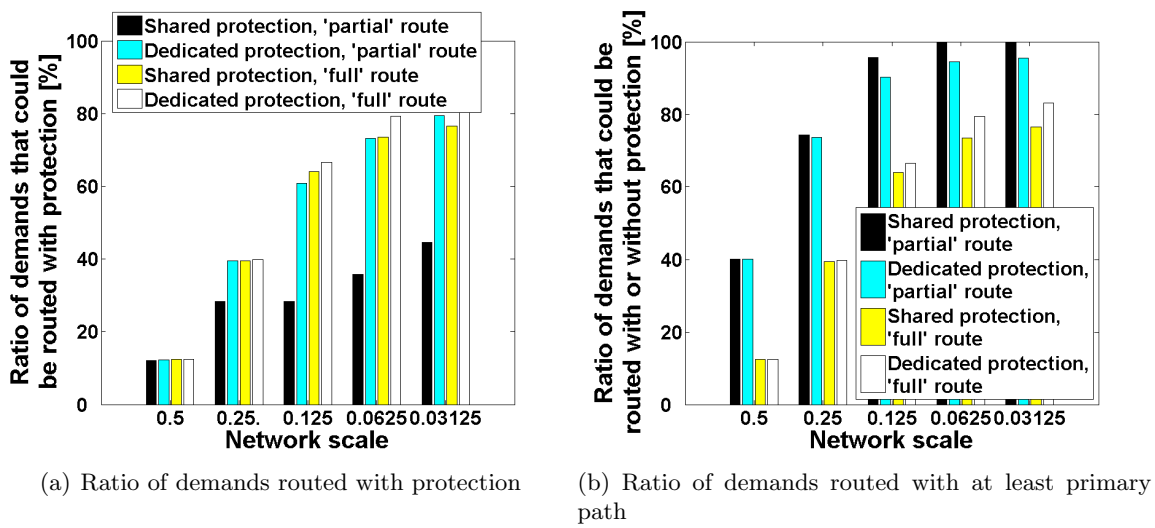 Ratio of demands that could
be routed with protection [%]
100
80
60
40
20
0
Shared protection, 'partial' route
Dedicated protection, 'partial' route
Shared protection, 'full' route
Dedicated protection, 'full' route
0.5 0.25. 0.125 0.0625 0.03125
Network scale
(a) Ratio of demands routed with protection
Ratio of demands that could be
routed with or without protection [%]
100
80
60
40
20
0
Shared protection,
'partial' route
Dedicated protection,
'partial' route
Shared protection,
'full' route
Dedicated protection,
'full' route
0.5 0.25 0.125 0.0625 0.03125
Network scale
(b) Ratio of demands routed with at least primary
path